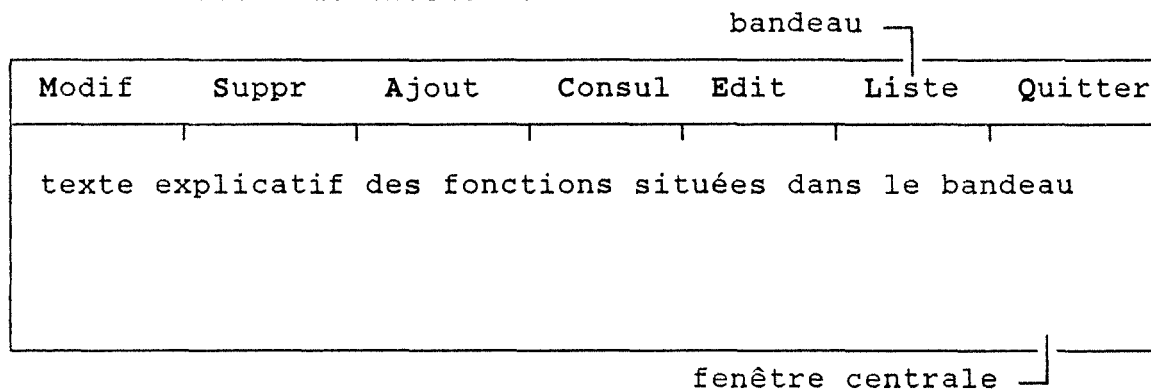 bandeau
Modif Suppr Ajout Consul Edit Liste Quitter
texte explicatif des fonctions situées dans le bandeau
fenêtre centrale